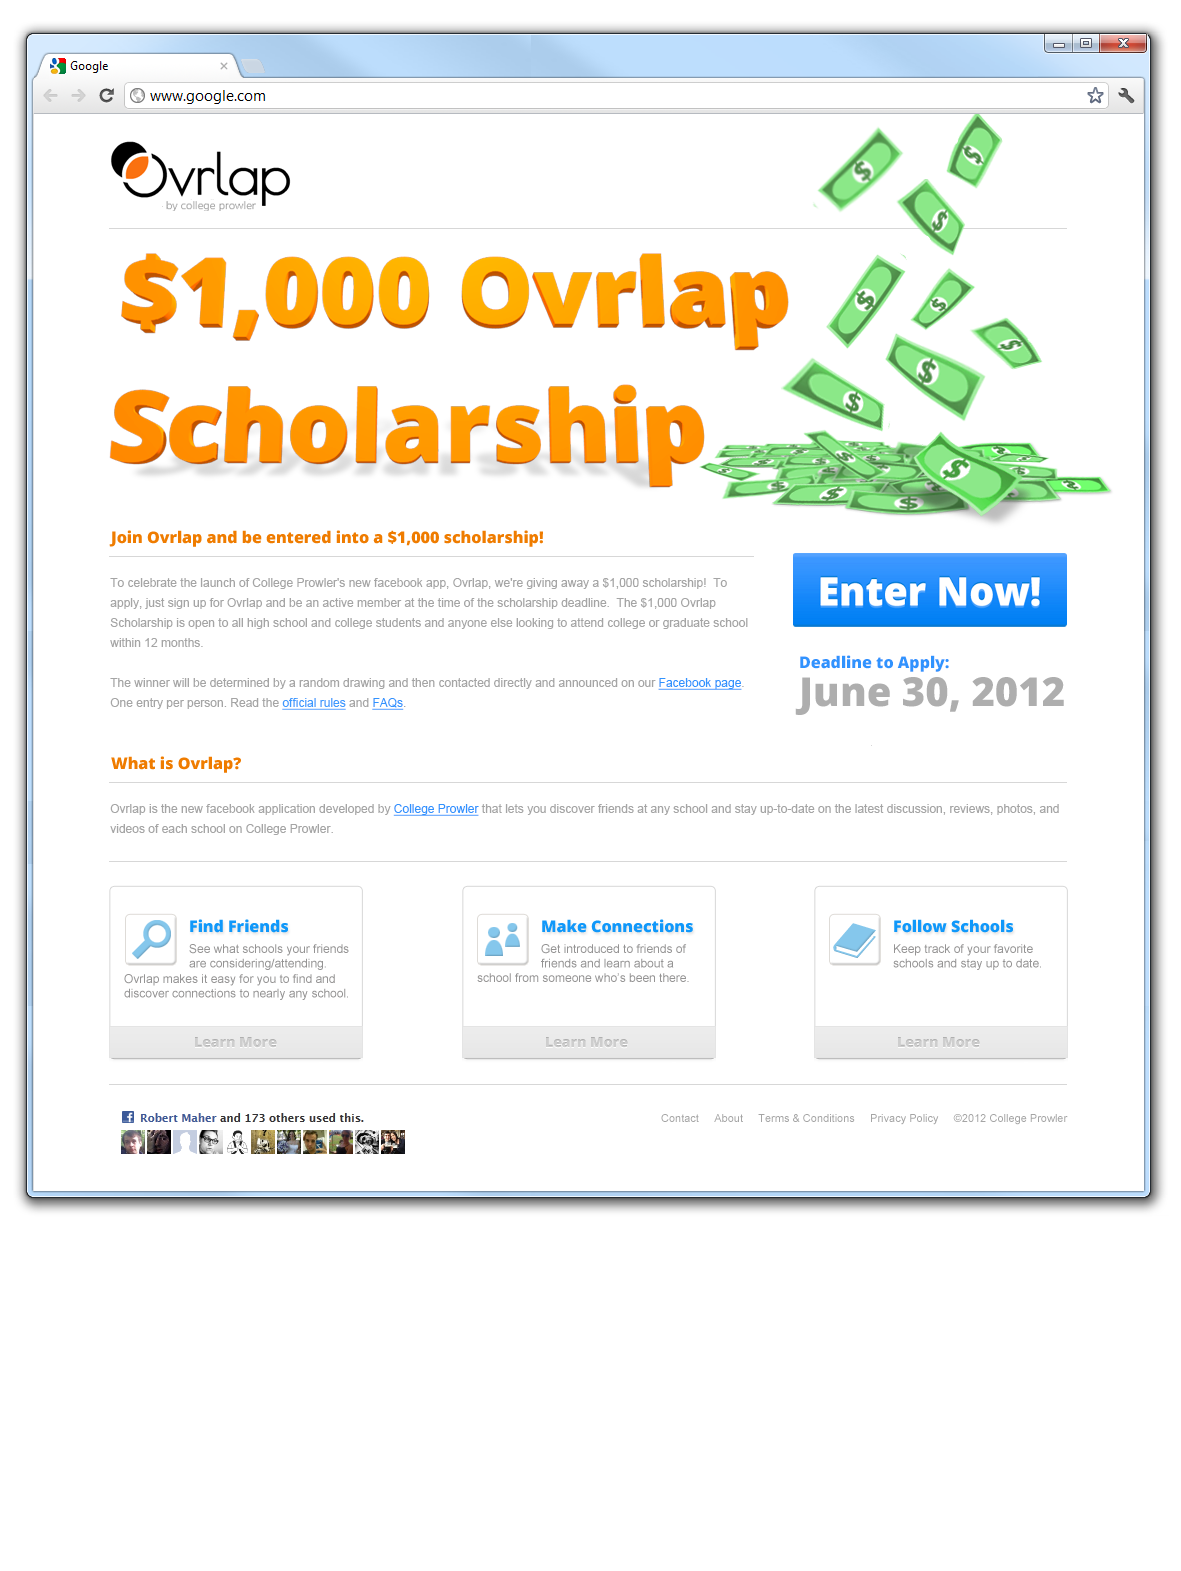 Google
www.google.com
Ovrlap
by college prowler
$1,000 Ovrlap
Scholarship
Join Ovrlap and be entered into a $1,000 scholarship!
To celebrate the launch of College Prowler's new facebook app, Ovrlap, we're giving away a $1,000 scholarship!  To
apply, just sign up for Ovrlap and be an active member at the time of the scholarship deadline.  The $1,000 Ovrlap
Scholarship is open to all high school and college students and anyone else looking to attend college or graduate school
within 12 months.
The winner will be determined by a random drawing and then contacted directly and announced on our Facebook page.
One entry per person. Read the official rules and FAQs.
Enter Now!
Deadline to Apply:
June 30, 2012
What is Ovrlap?
Ovrlap is the new facebook application developed by College Prowler that lets you discover friends at any school and stay up-to-date on the latest discussion, reviews, photos, and
videos of each school on College Prowler.
Find Friends
See what schools your friends
are considering/attending.
Ovrlap makes it easy for you to find and
discover connections to nearly any school.
Learn More
Make Connections
Get introduced to friends of
friends and learn about a
school from someone who's been there.
Learn More
Follow Schools
Keep track of your favorite
schools and stay up to date.
Learn More
Robert Maher and 173 others used this.
Contact About Terms & Conditions Privacy Policy ©2012 College Prowler